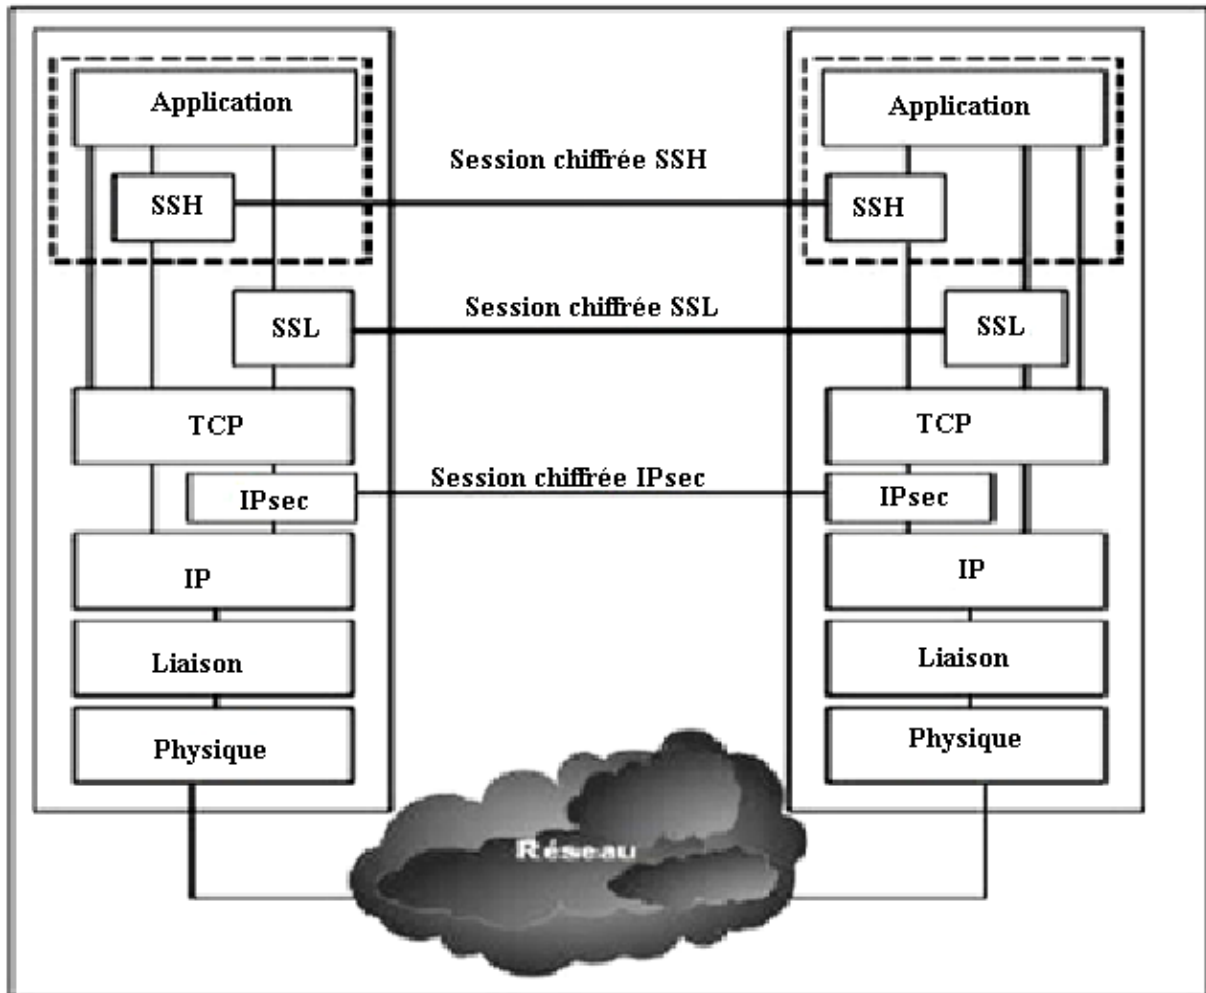 Application
Application
Session chiffrée SSH
SSH
SSH
Session chiffrée SSL
SSL
SSL
TCP
TCP
Session chiffrée IPsec
IPsec
IPsec
IP
IP
Liaison
Liaison
Physique
Physique
Réseau